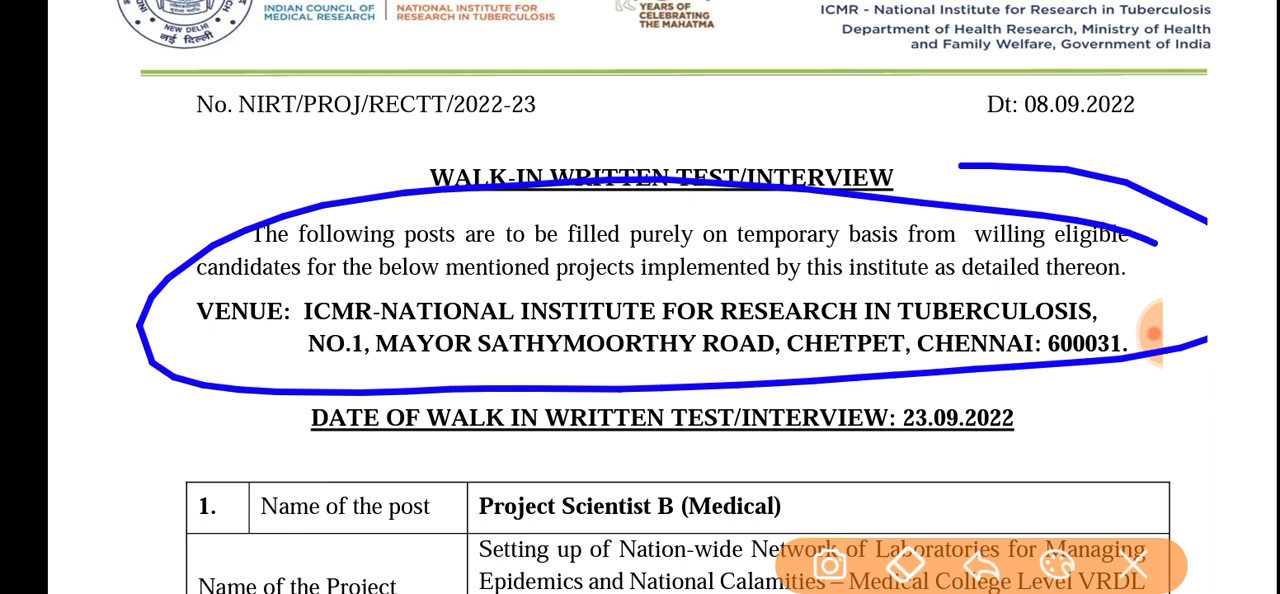 NEW DELHI
नई दिल्ली
INDIAN COUNCIL OF
MEDICAL RESEARCH
NATIONAL INSTITUTE FOR
RESEARCH IN TUBERCULOSIS
YEARS OF
CELEBRATING
THE MAHATMA
ICMR - National Institute for Research in Tuberculosis
Department of Health Research, Ministry of Health
and Family Welfare, Government of India
No. NIRT/PROJ/RECTT/2022-23
Dt: 08.09.2022
WALK-IN WRITTEN TEST/INTERVIEW
The following posts are to be filled purely on temporary basis from willing eligible
candidates for the below mentioned projects implemented by this institute as detailed thereon.
VENUE: ICMR-NATIONAL INSTITUTE FOR RESEARCH IN TUBERCULOSIS,
NO.1, MAYOR SATHYMOORTHY ROAD, CHETPET, CHENNAI: 600031.
DATE OF WALK IN WRITTEN TEST/INTERVIEW: 23.09.2022
1. Name of the post Project Scientist B (Medical)
Setting up of Nation-wide Network of Laboratories for Managing
Epidemics and National Calamities – Medical College Level VRDL
Name of the Project